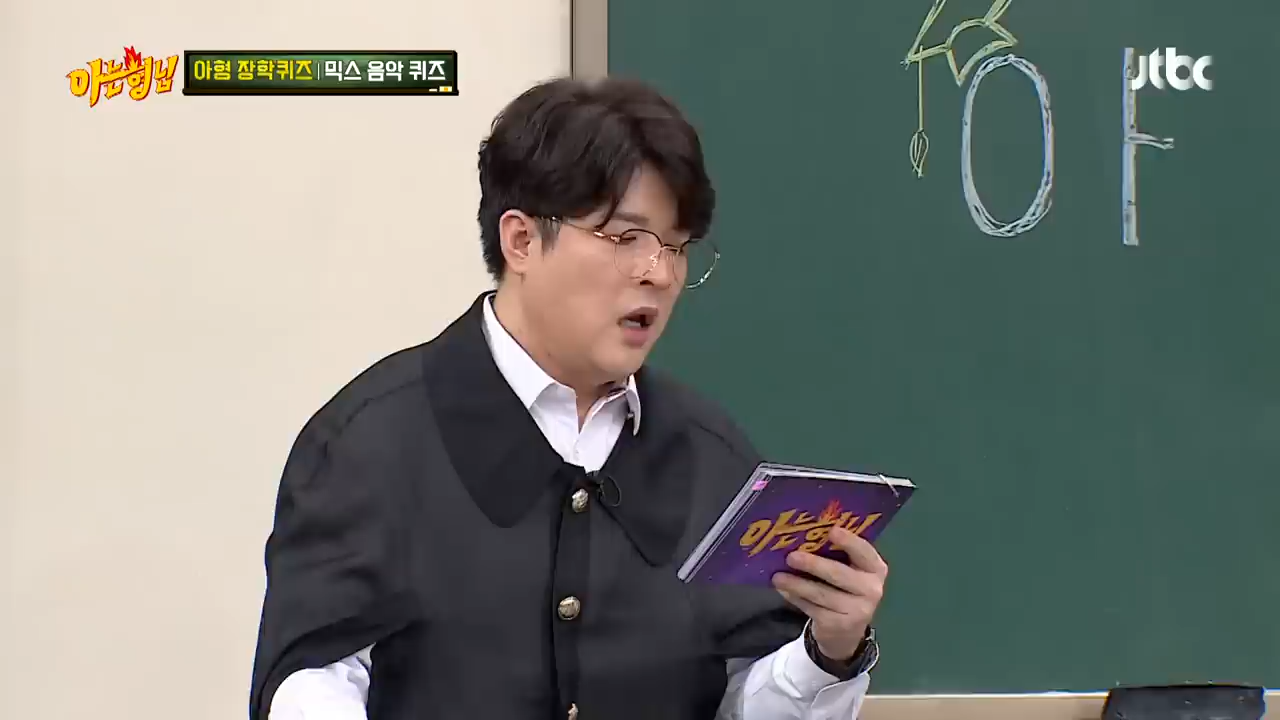 아는형님
아형 장학퀴즈 | 믹스 음악 퀴즈
jtbc
아
아는형님